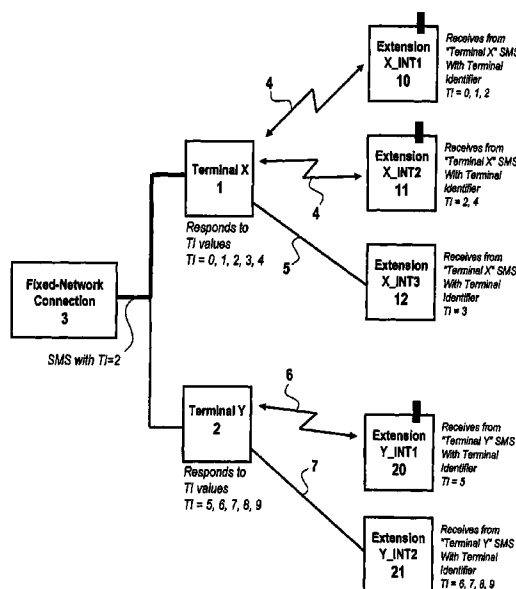 Extension
X_INT1
10
Receives from
"Terminal X" SMS
With Terminal
Identifier
TI = 0, 1, 2
4
Terminal X
1
Responds to
TI values
TI = 0, 1, 2, 3, 4
4
Extension
X_INT2
11
Receives from
"Terminal X" SMS
With Terminal
Identifier
TI = 2, 4
5
Extension
X_INT3
12
Receives from
"Terminal X" SMS
With Terminal
Identifier
TI = 3
Fixed-Network
Connection
3
SMS with TI=2
6
Terminal Y
2
Responds to
TI values
TI = 5, 6, 7, 8, 9
7
Extension
Y_INT1
20
Receives from
"Terminal Y" SMS
With Terminal
Identifier
TI = 5
Extension
Y_INT2
21
Receives from
"Terminal Y" SMS
With Terminal
Identifier
TI = 6, 7, 8, 9